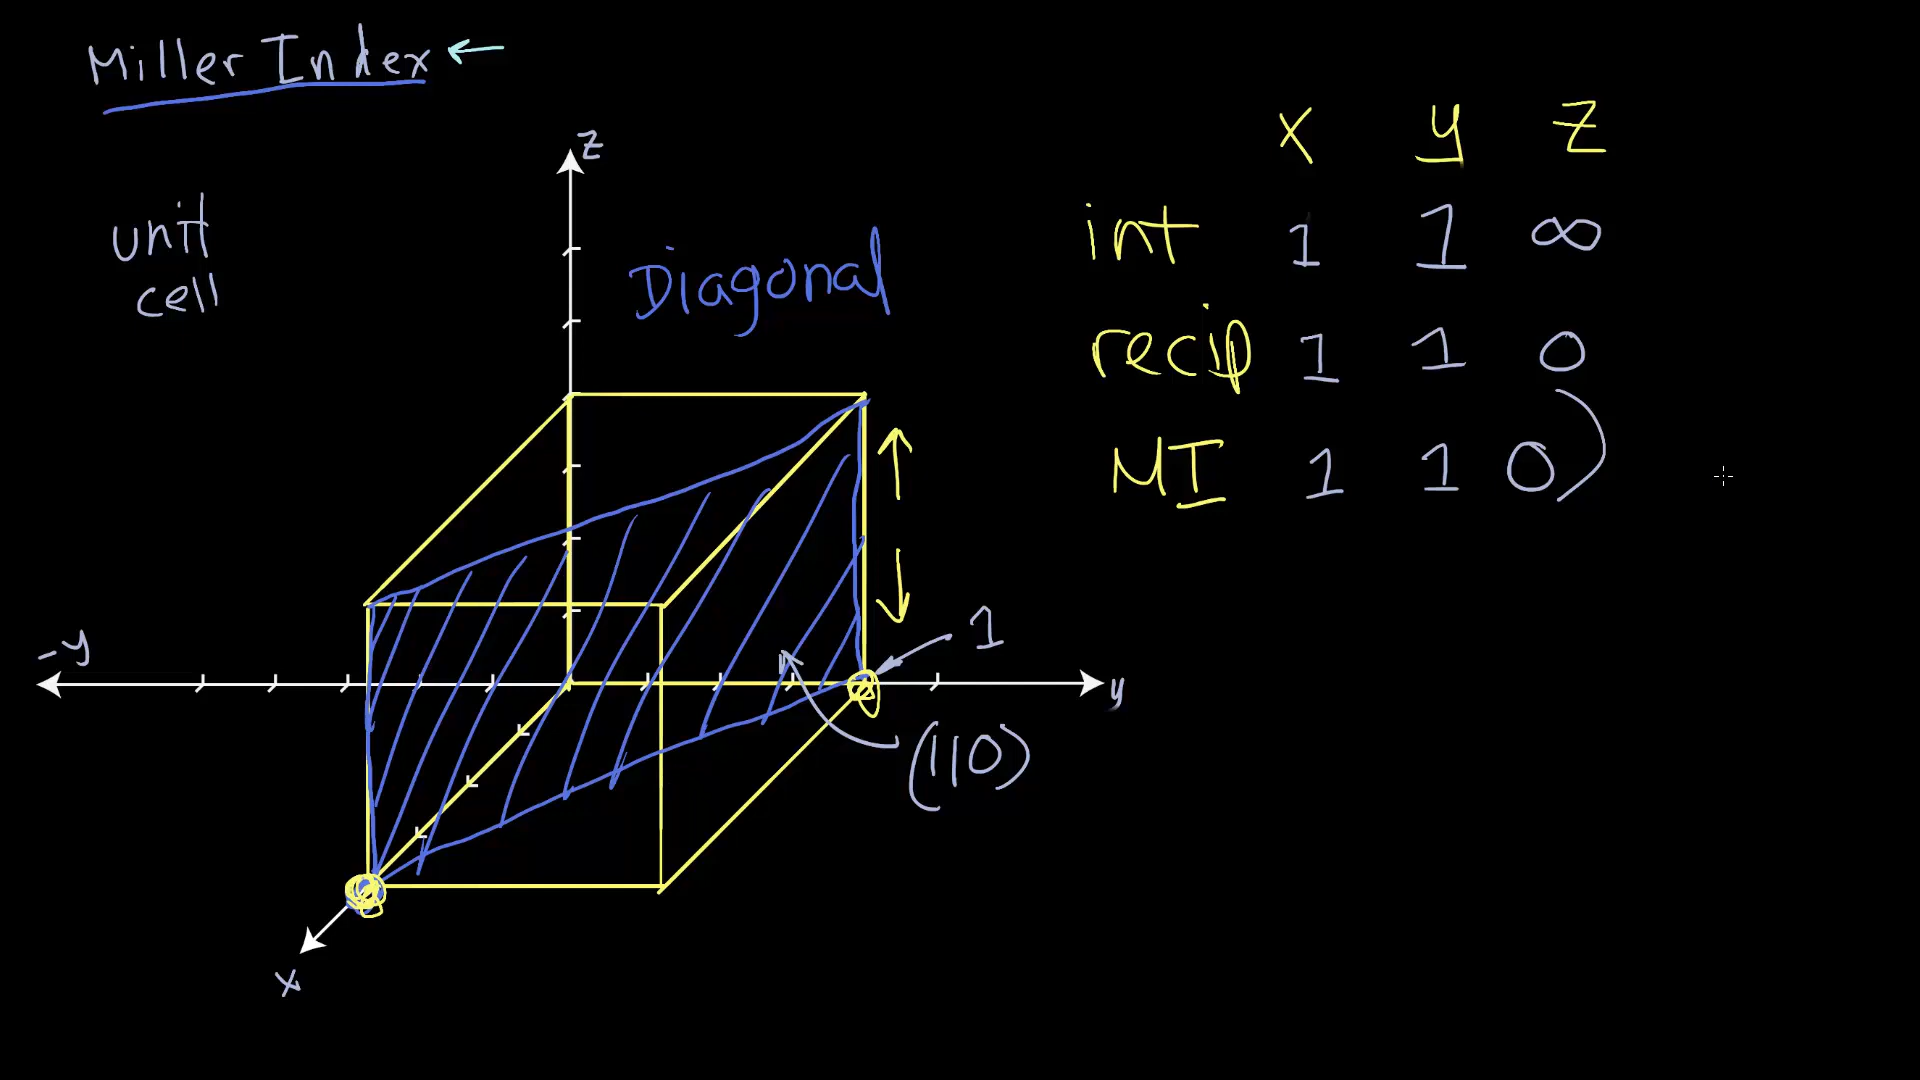 Miller Index ←
unit
cell
z
Diagonal
-y
y
x
1
(110)
x y z
int 1 1 ∞
recip 1 1 0
MI 1 1 0)